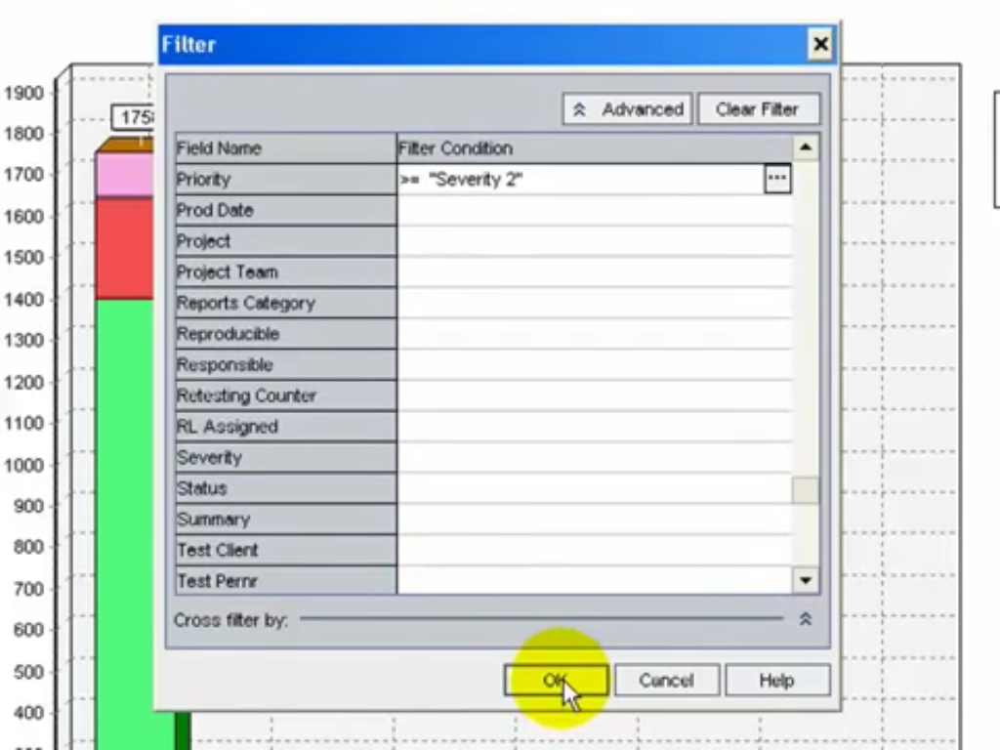 Filter
Advanced
Clear Filter
Field Name Filter Condition
Priority >= "Severity 2"
Prod Date
Project
Project Team
Reports Category
Reproducible
Responsible
Retesting Counter
RL Assigned
Severity
Status
Summary
Test Client
Test Pernr
Cross filter by:
OK
Cancel
Help
1900
1800
1700
1600
1500
1400
1300
1200
1100
1000
900
800
700
600
500
400